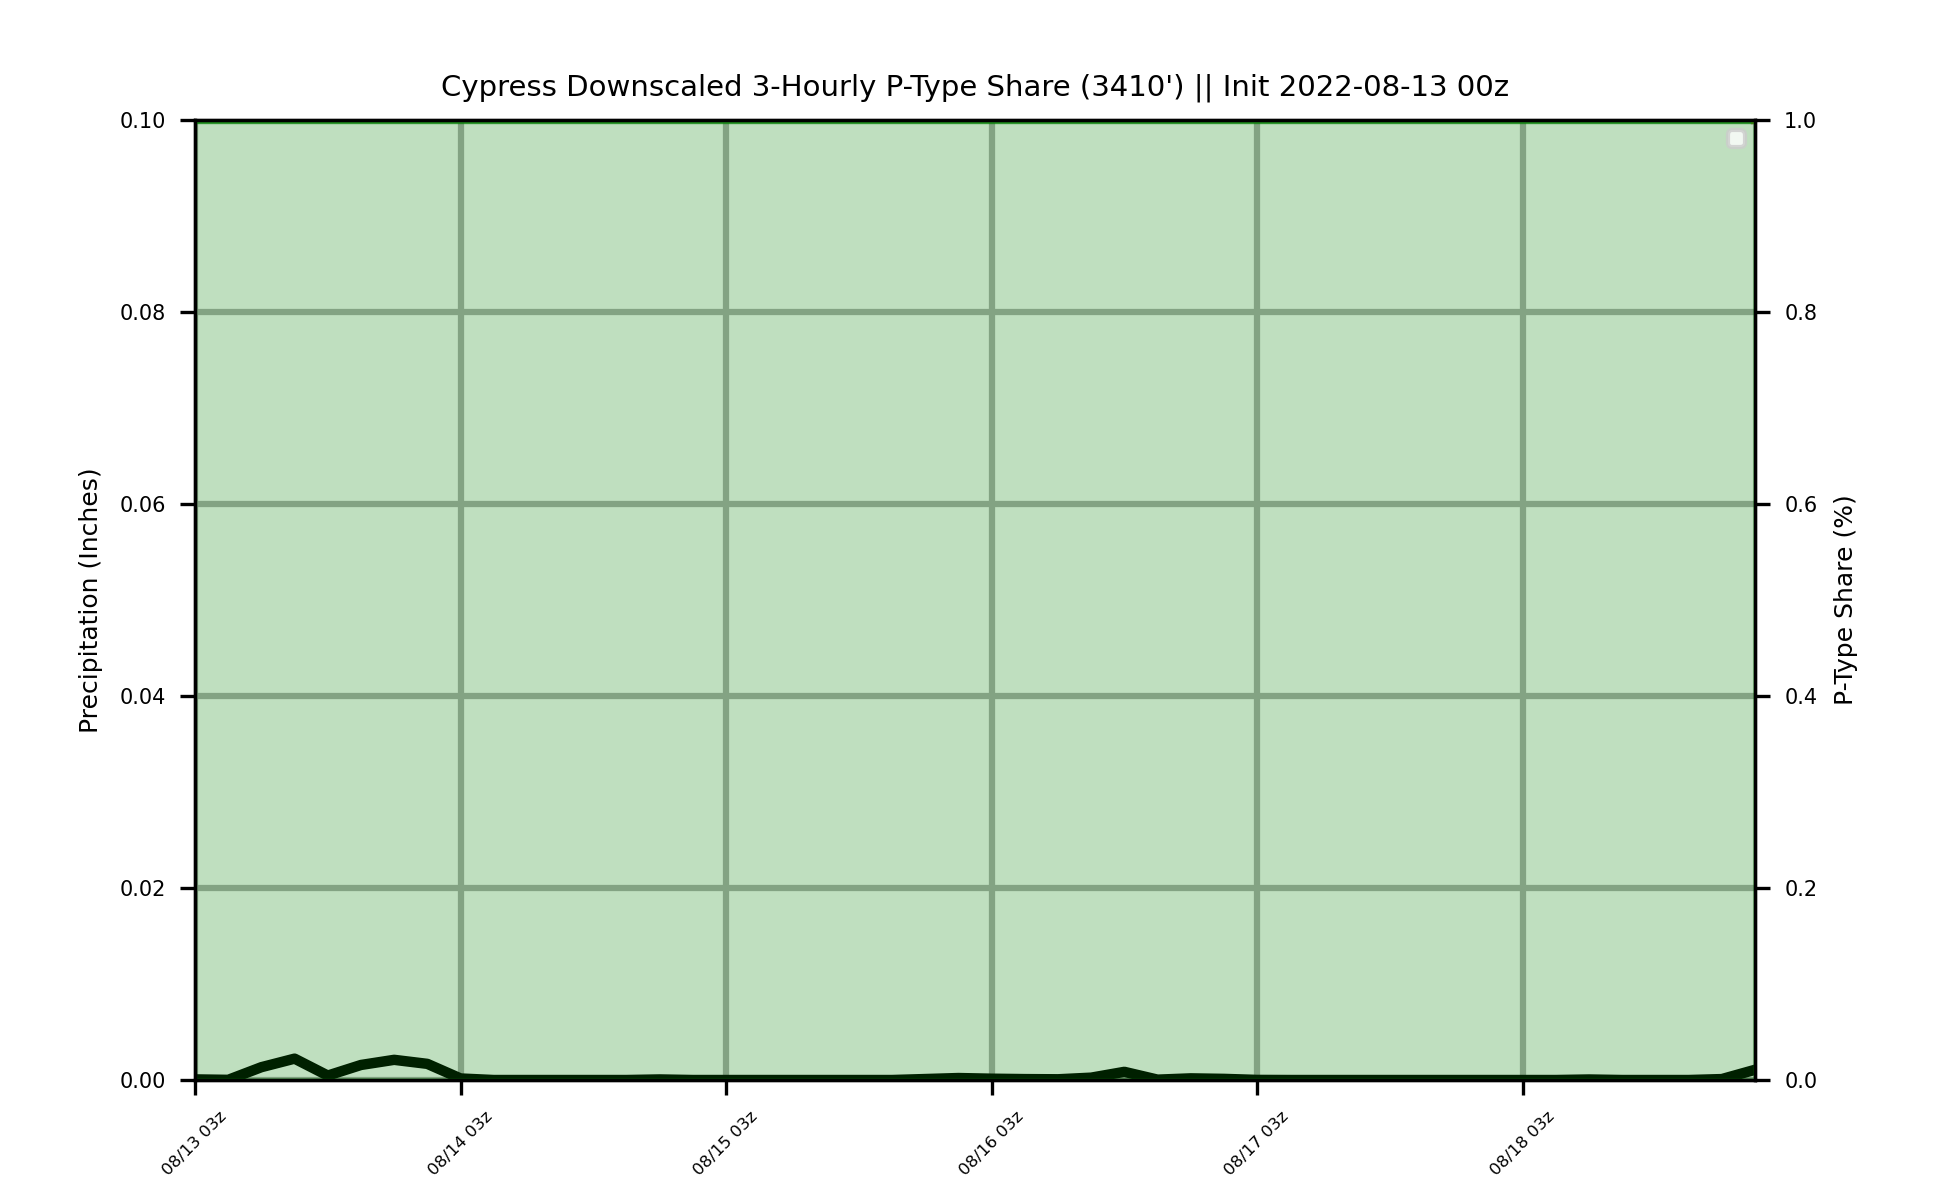 Cypress Downscaled 3-Hourly P-Type Share (3410') || Init 2022-08-13 00z
Precipitation (Inches)
0.10
0.08
0.06
0.04
0.02
0.00
1.0
0.8
0.6
0.4
0.2
0.0
P-Type Share (%)
08/13 03z
08/14 03z
08/15 03z
08/16 03z
08/17 03z
08/18 03z